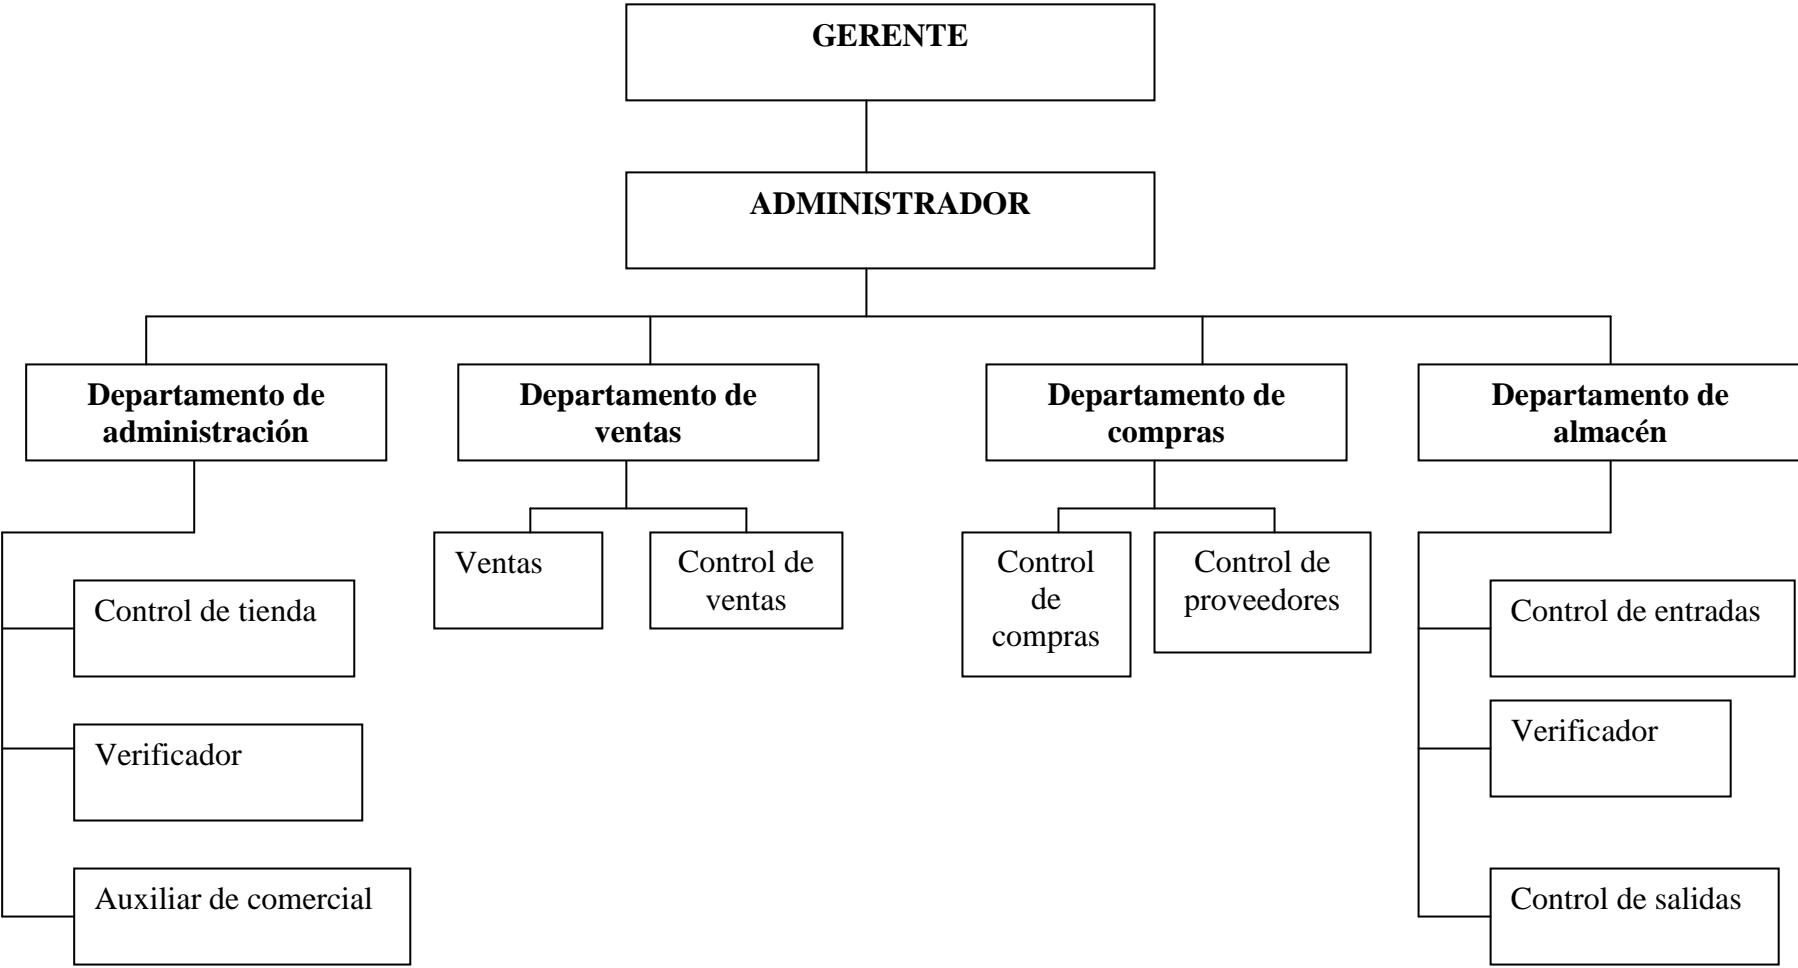 GERENTE
ADMINISTRADOR
Departamento de
administración
Departamento de
ventas
Departamento de
compras
Departamento de
almacén
Control de tienda
Verificador
Auxiliar de comercial
Ventas
Control de
ventas
Control
de
compras
Control de
proveedores
Control de entradas
Verificador
Control de salidas